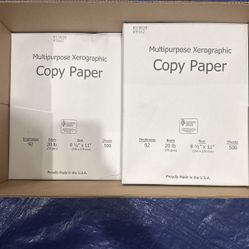 Multipurpose Xerographic
Copy Paper
Brightness
92
Basis
20 lb
Size
8 ½" x 11"
Sheets
500
Proudly Made in the U.S.A.
Multipurpose Xerographic
Copy Paper
Brightness
92
Basis
20 lb
Size
8 ½" x 11"
Sheets
500
Proudly Made in the U.S.A.